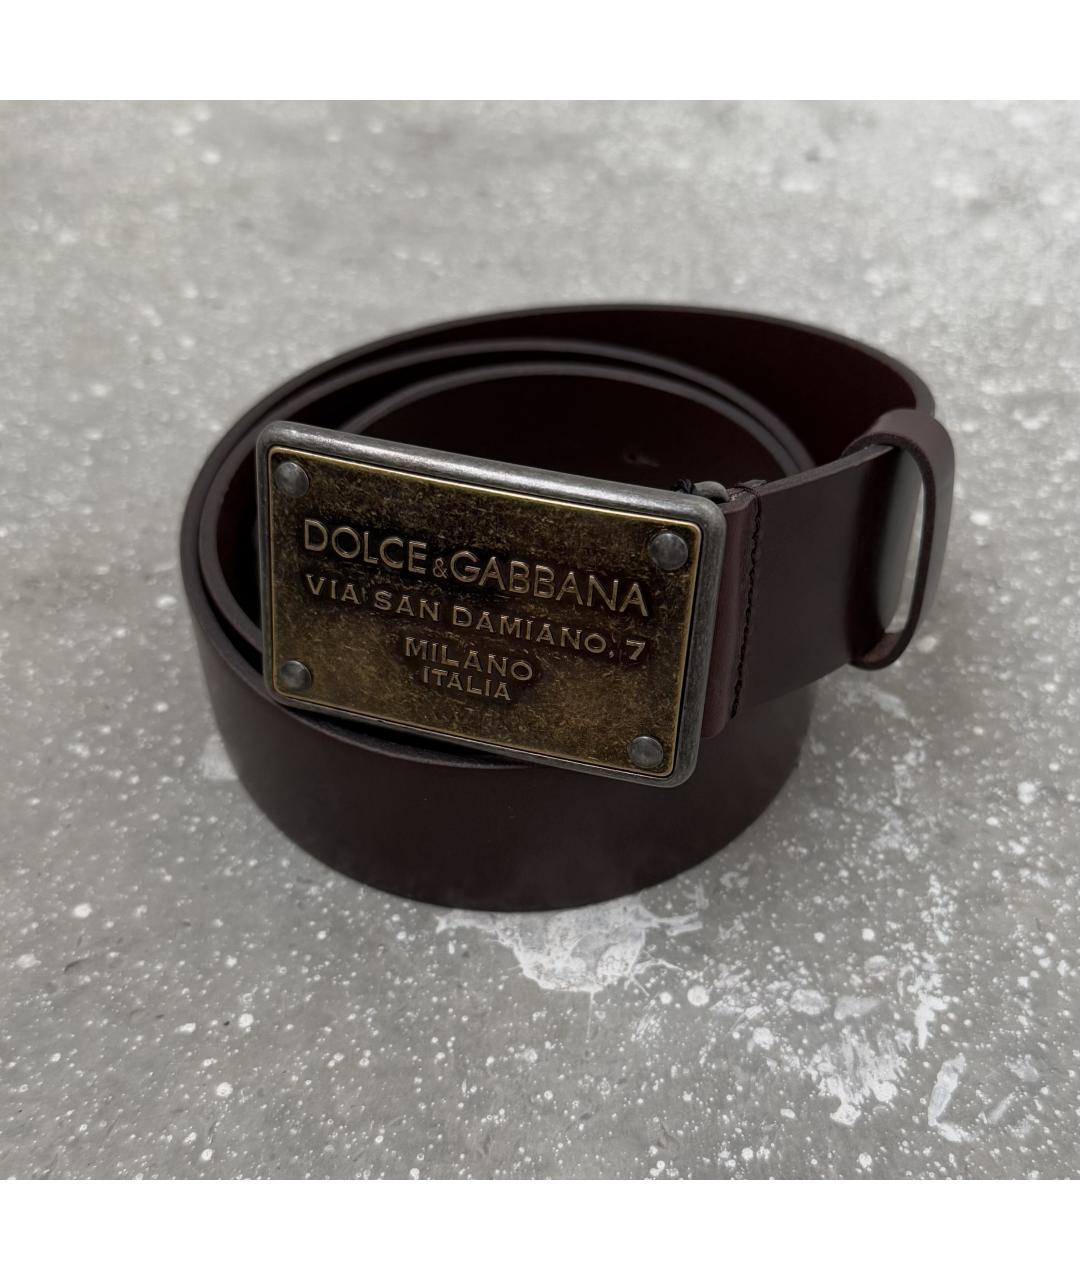 DOLCE&GABBANA
VIA SAN DAMIANO, 7
MILANO
ITALIA